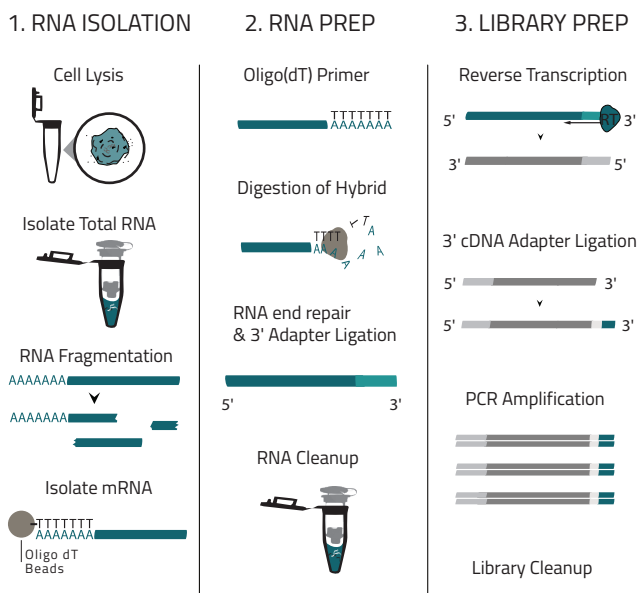 1. RNA ISOLATION
Cell Lysis
Isolate Total RNA
RNA Fragmentation
AAAAAAA
AAAAAAA
Isolate mRNA
TTTTTTT
AAAAAAA
Oligo dT
Beads
2. RNA PREP
Oligo(dT) Primer
TTTTTTT
AAAAAAA
Digestion of Hybrid
T T A
TTTT
AA A A A
A A
RNA end repair
& 3' Adapter Ligation
5' 3'
RNA Cleanup
3. LIBRARY PREP
Reverse Transcription
5' RT 3'
3' 5'
3' cDNA Adapter Ligation
5' 3'
5' 3'
PCR Amplification
Library Cleanup